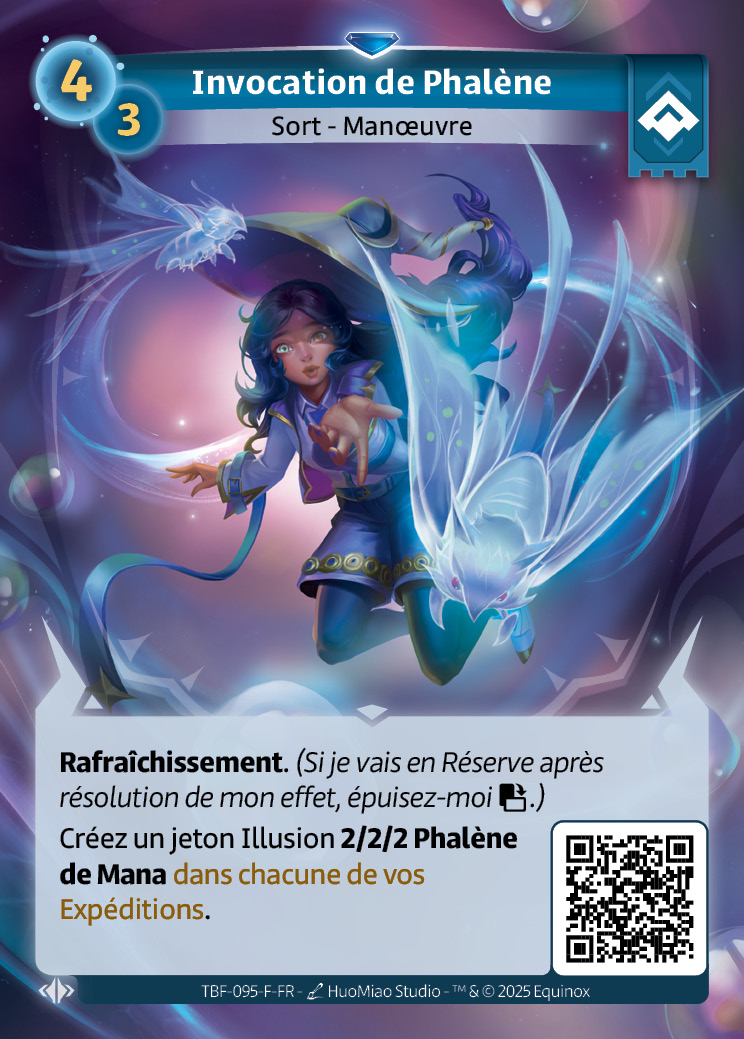 4
Invocation de Phalène
3
Sort - Manœuvre
Rafraîchissement. (Si je vais en Réserve après
résolution de mon effet, épuisez-moi .)
Créez un jeton Illusion 2/2/2 Phalène
de Mana dans chacune de vos
Expéditions.
TBF-095-F-FR - HuoMiao Studio - ™ & © 2025 Equinox